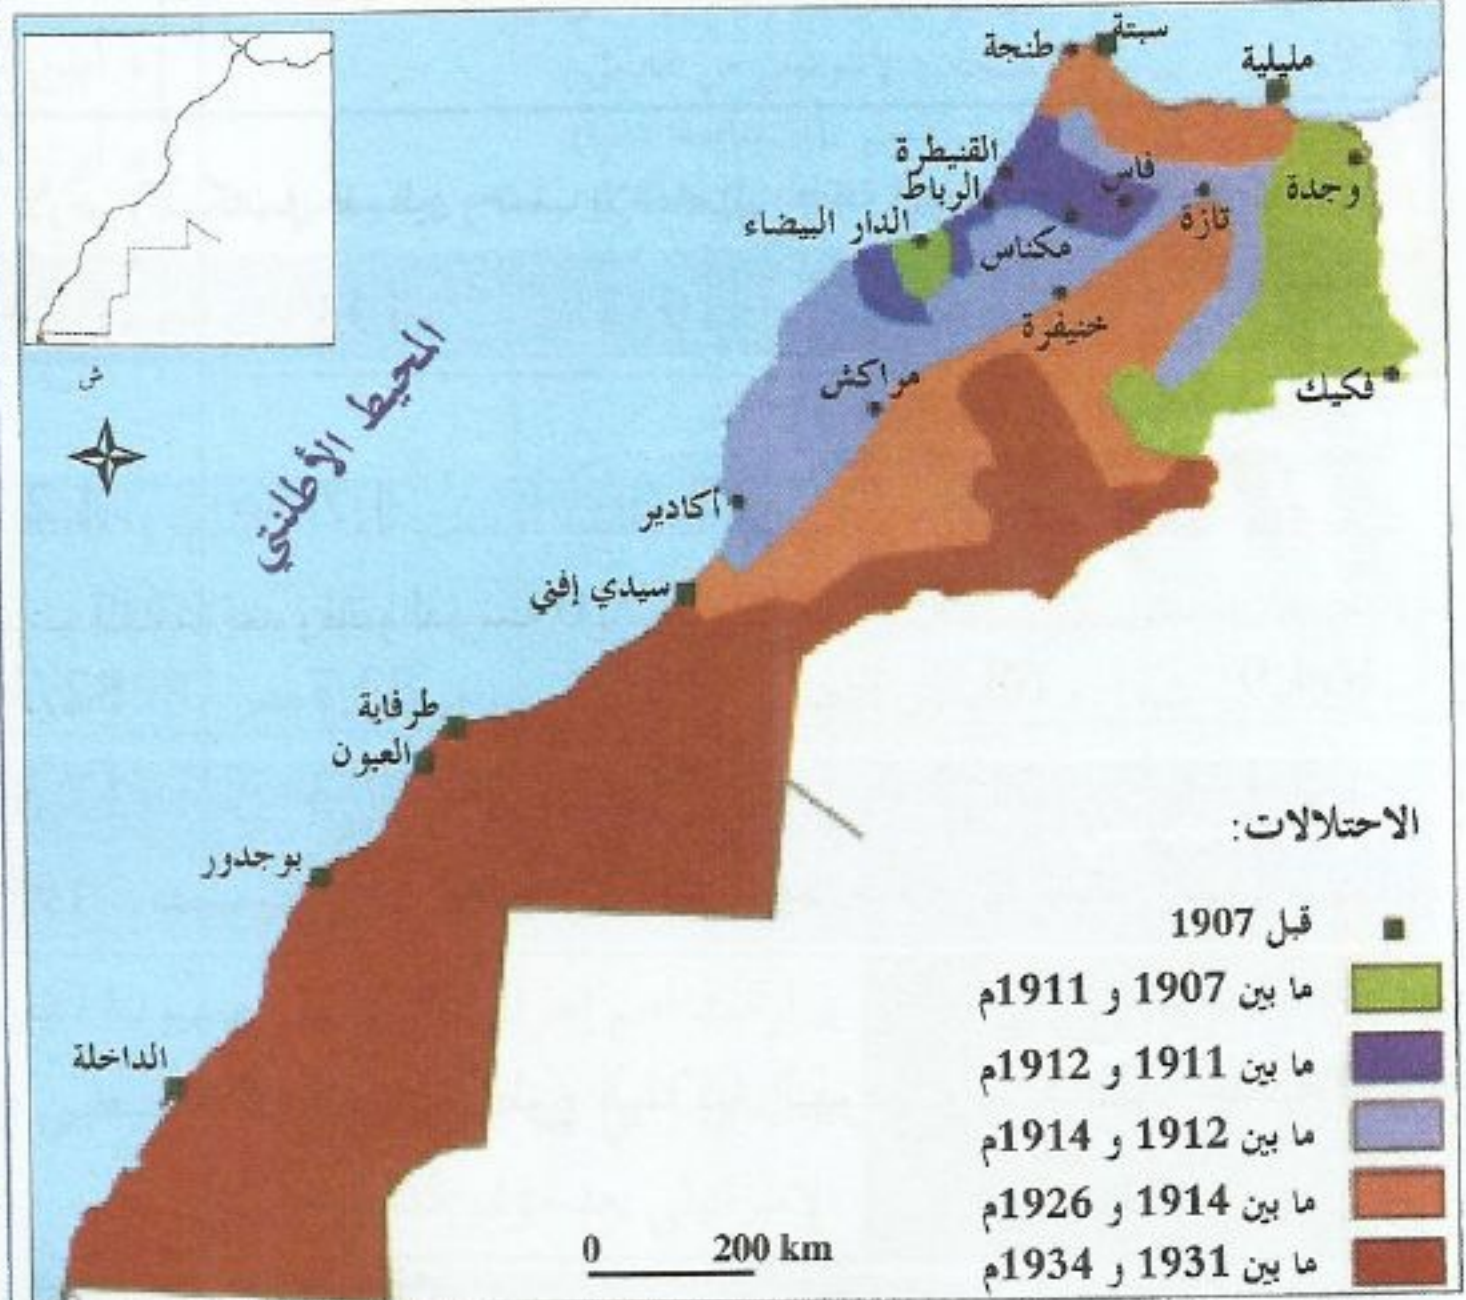 سبتة
طنجة
مليلية
القنيطرة
فاس
وجدة
الرباط
تازة
الدار البيضاء
مكناس
خنيفرة
المحيط الأطلنتي
ش
مراكش
فكيك
أكادير
سيدي إفني
طرفاية
العيون
بوجدور
الداخلة
الاحتلالات:
قبل 1907
ما بين 1907 و 1911م
ما بين 1911 و 1912م
ما بين 1912 و 1914م
ما بين 1914 و 1926م
ما بين 1931 و 1934م
0 200 km